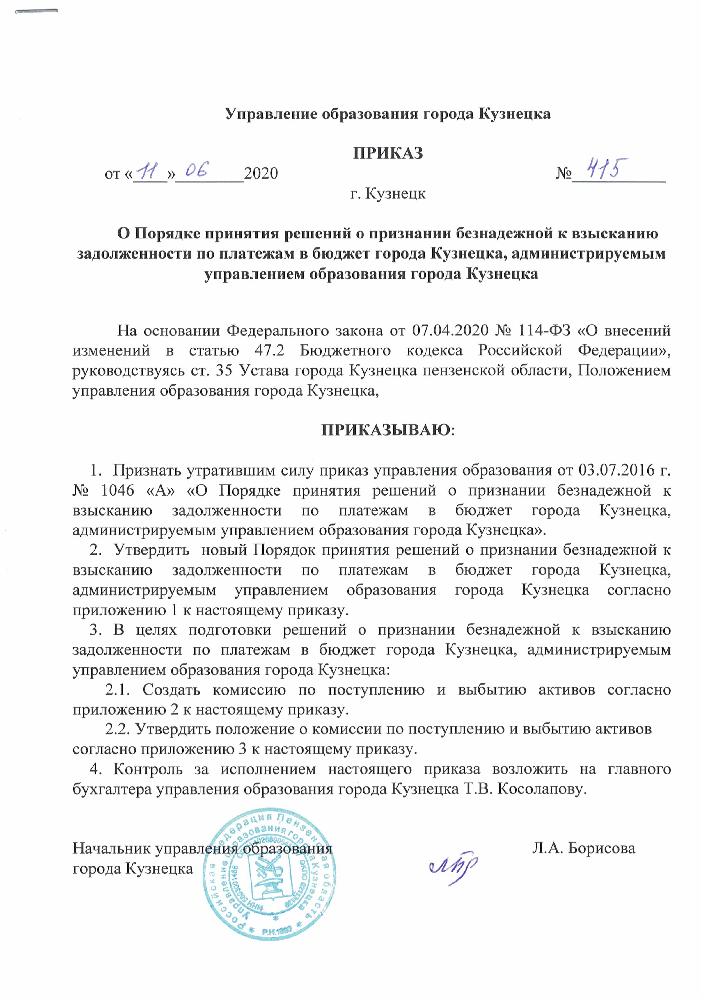 Управление образования города Кузнецка
ПРИКАЗ
от «11» 06 2020 № 415
г. Кузнецк
О Порядке принятия решений о признании безнадежной к взысканию
задолженности по платежам в бюджет города Кузнецка, администрируемым
управлением образования города Кузнецка
На основании Федерального закона от 07.04.2020 № 114-ФЗ «О внесений
изменений в статью 47.2 Бюджетного кодекса Российской Федерации»,
руководствуясь ст. 35 Устава города Кузнецка пензенской области, Положением
управления образования города Кузнецка,
ПРИКАЗЫВАЮ:
1. Признать утратившим силу приказ управления образования от 03.07.2016 г.
№ 1046 «А» «О Порядке принятия решений о признании безнадежной к
взысканию задолженности по платежам в бюджет города Кузнецка,
администрируемым управлением образования города Кузнецка».
2. Утвердить новый Порядок принятия решений о признании безнадежной к
взысканию задолженности по платежам в бюджет города Кузнецка,
администрируемым управлением образования города Кузнецка согласно
приложению 1 к настоящему приказу.
3. В целях подготовки решений о признании безнадежной к взысканию
задолженности по платежам в бюджет города Кузнецка, администрируемым
управлением образования города Кузнецка:
2.1. Создать комиссию по поступлению и выбытию активов согласно
приложению 2 к настоящему приказу.
2.2. Утвердить положение о комиссии по поступлению и выбытию активов
согласно приложению 3 к настоящему приказу.
4. Контроль за исполнением настоящего приказа возложить на главного
бухгалтера управления образования города Кузнецка Т.В. Косолапову.
Начальник управления образования Л.А. Борисова
города Кузнецка
Российская Федерация Пензенская область
Управление образования города Кузнецка
ИНН 5803001466 ОГРН ОКПО 02113139
Р.Н.1890